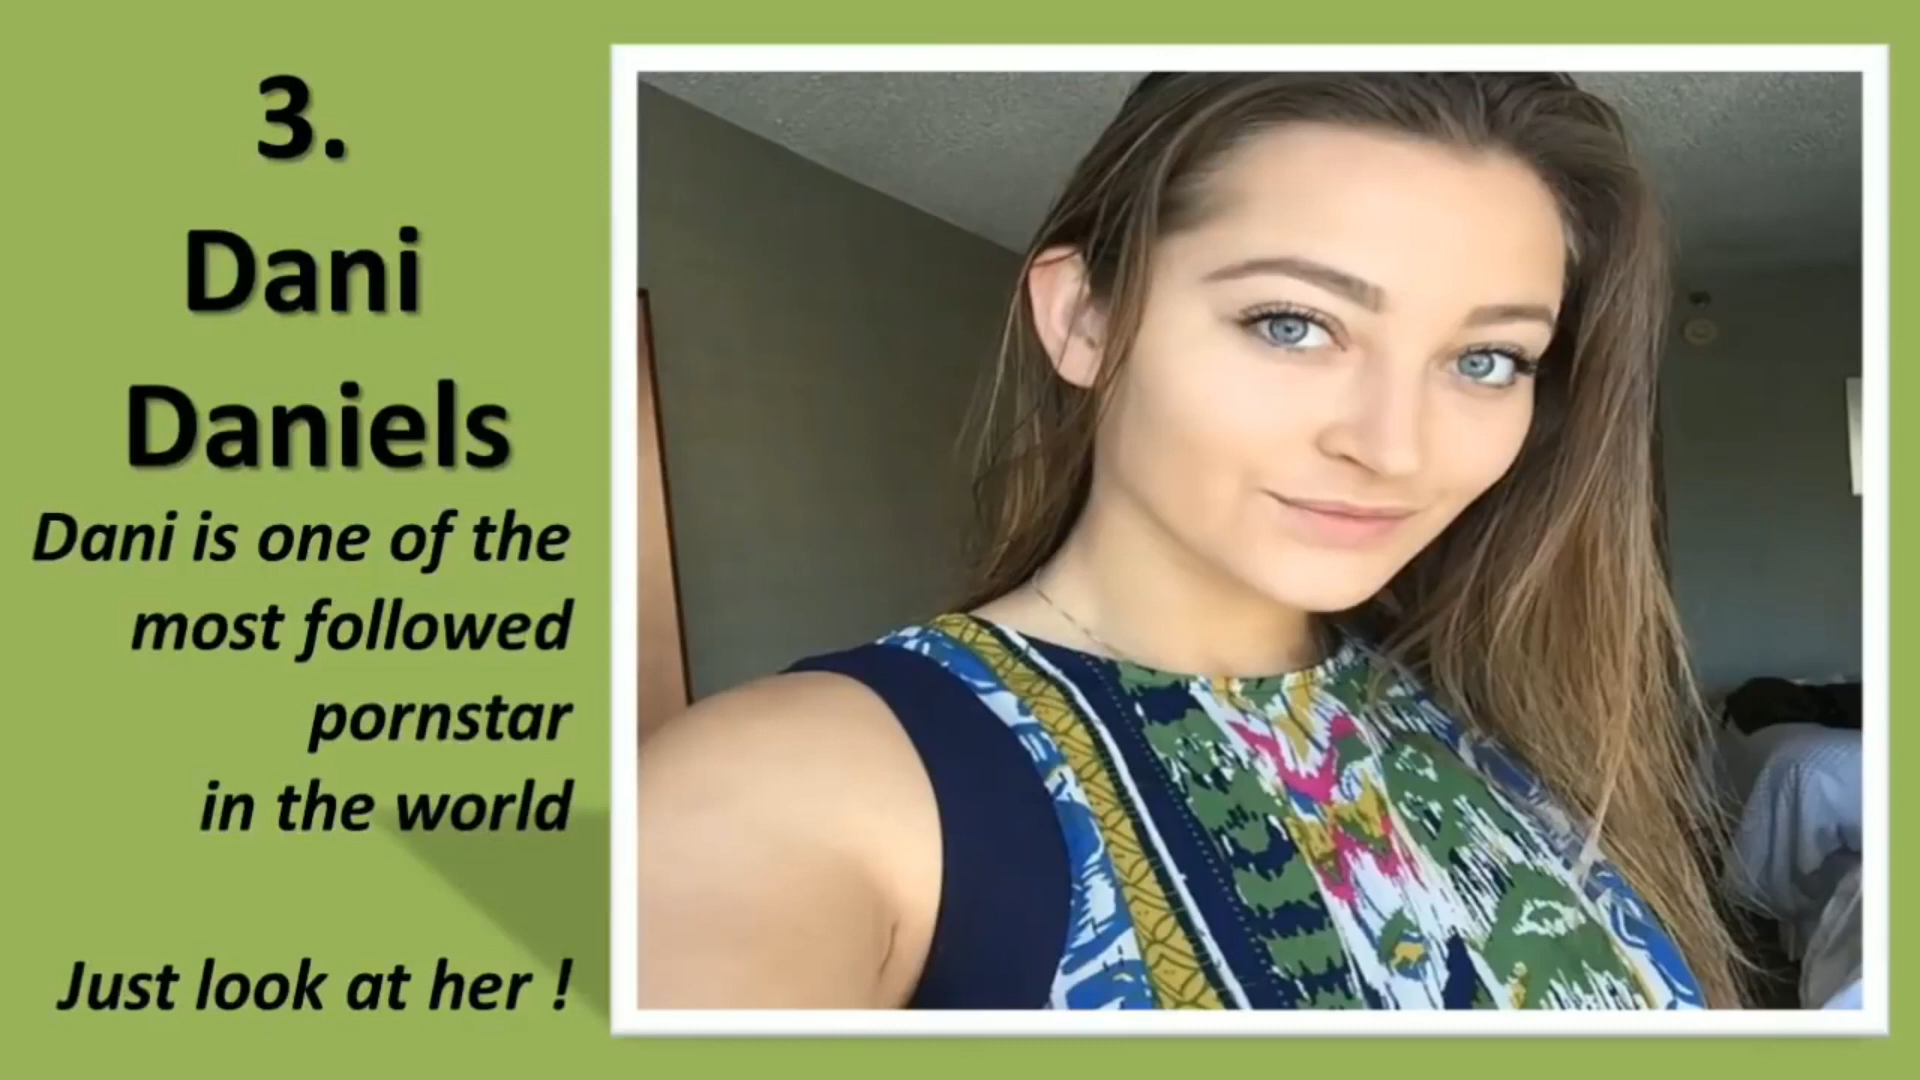 3.
Dani
Daniels
Dani is one of the
most followed
pornstar
in the world
Just look at her !